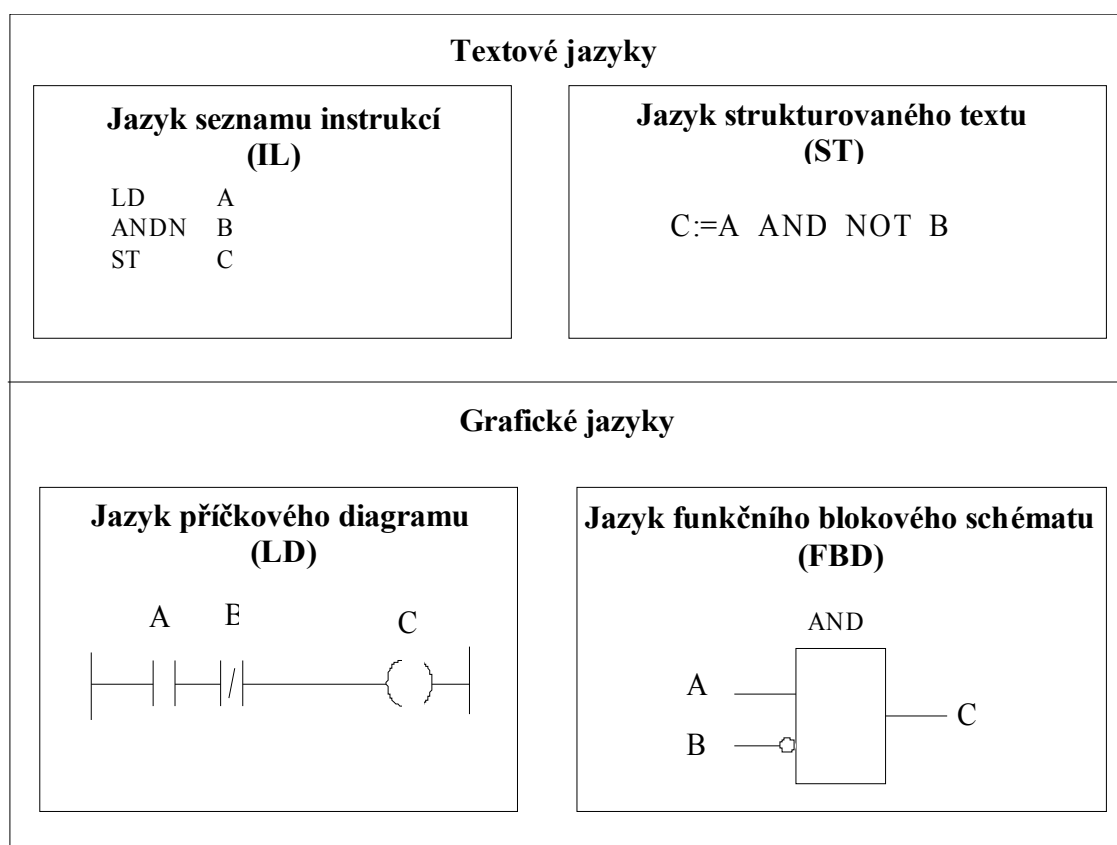 Textové jazyky
Jazyk seznamu instrukcí
(IL)
LD A
ANDN B
ST C
Jazyk strukturovaného textu
(ST)
C:=A AND NOT B
Grafické jazyky
Jazyk příčkového diagramu
(LD)
A B C
Jazyk funkčního blokového schématu
(FBD)
AND
A
B
C